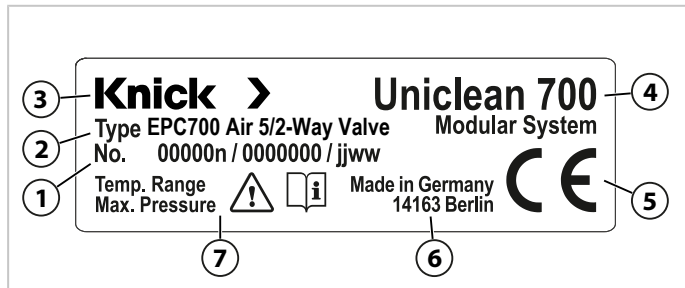 Knick >
Uniclean 700
Modular System
Type EPC700 Air 5/2-Way Valve
No. 00000n / 0000000 / jjww
Temp. Range
Max. Pressure
i
Made in Germany
14163 Berlin
CE
1
2
3
4
5
6
7